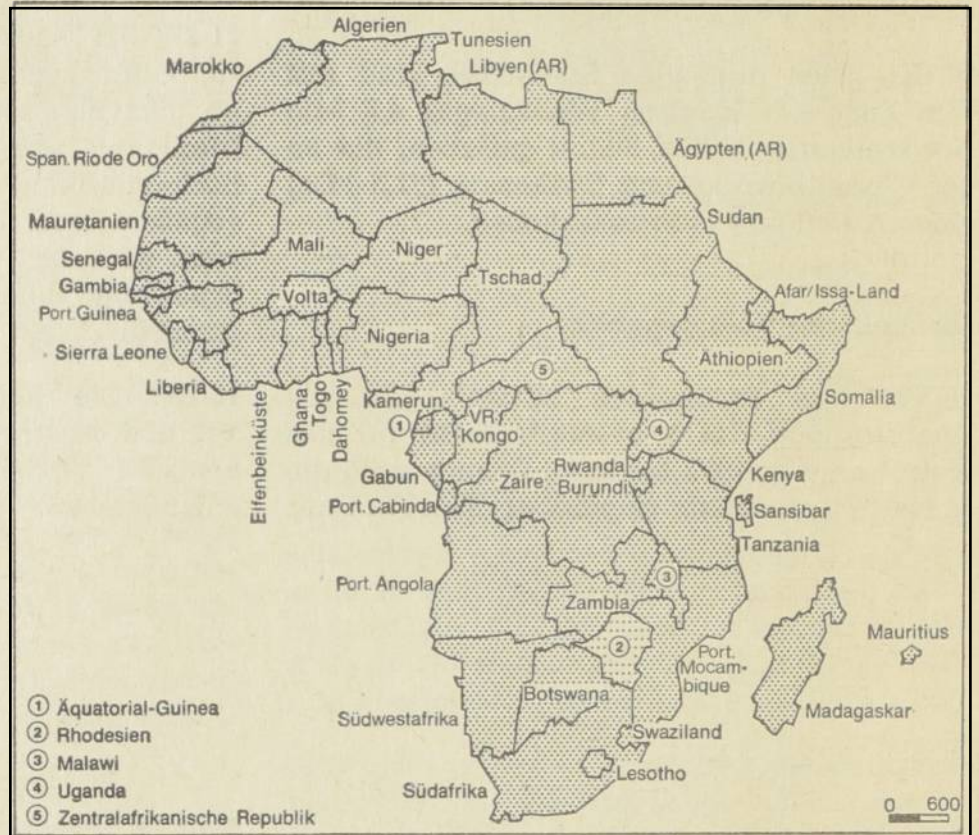 Algerien
Tunesien
Marokko
Libyen (AR)
Span. Rio de Oro
Ägypten (AR)
Mauretanien
Sudan
Mali
Niger
Senegal
Tschad
Gambia
Volta
Afar/Issa-Land
Port. Guinea
Nigeria
Sierra Leone
Äthiopien
Liberia
5
Kamerun
Somalia
Elfenbeinküste
Ghana
Togo
Dahomey
1
VR
Kongo
4
Gabun
Zaire
Rwanda
Burundi
Kenya
Port. Cabinda
Sansibar
Tanzania
Port. Angola
3
Zambia
2
Mauritius
Port.
Mocam-
bique
Botswana
Madagaskar
Südwestafrika
Swaziland
Lesotho
Südafrika
1 Äquatorial-Guinea
2 Rhodesien
3 Malawi
4 Uganda
5 Zentralafrikanische Republik
0 600